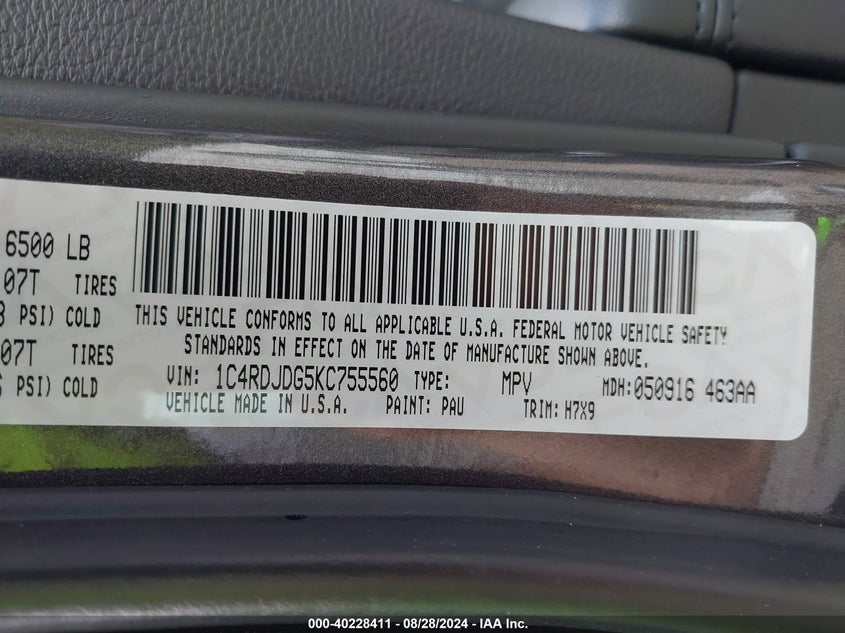 6500 LB
07T TIRES
PSI) COLD
07T TIRES
PSI) COLD
THIS VEHICLE CONFORMS TO ALL APPLICABLE U.S.A. FEDERAL MOTOR VEHICLE SAFETY
STANDARDS IN EFFECT ON THE DATE OF MANUFACTURE SHOWN ABOVE.
VIN: 1C4RDJDG5KC755560 TYPE: MPV MDH:050916 463AA
VEHICLE MADE IN U.S.A. PAINT: PAU TRIM: H7X9
000-40228411 - 08/28/2024 - IAA Inc.